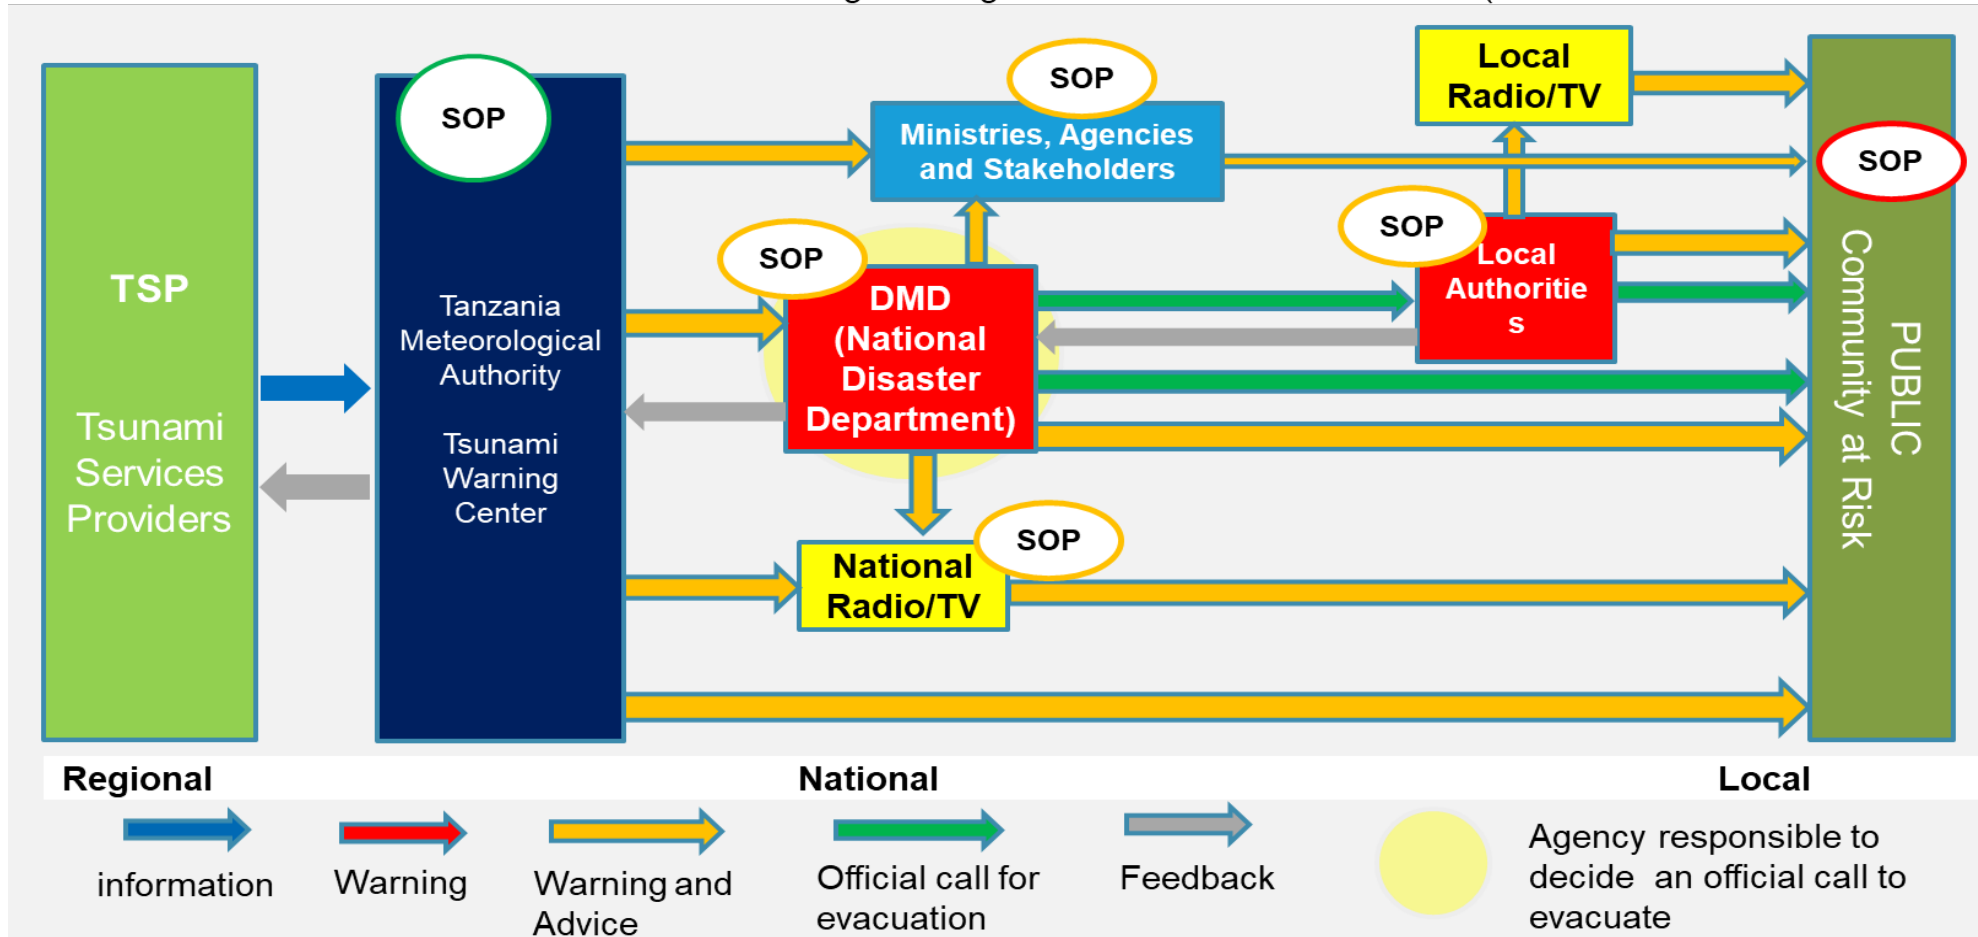 TSP
Tsunami
Services
Providers
SOP
Tanzania
Meteorological
Authority
Tsunami
Warning
Center
SOP
Ministries, Agencies
and Stakeholders
SOP
DMD
(National
Disaster
Department)
SOP
National
Radio/TV
Local
Radio/TV
SOP
Local
Authoritie
s
SOP
PUBLIC
Community at Risk
Regional
National
Local
information
Warning
Warning and
Advice
Official call for
evacuation
Feedback
Agency responsible to
decide an official call to
evacuate